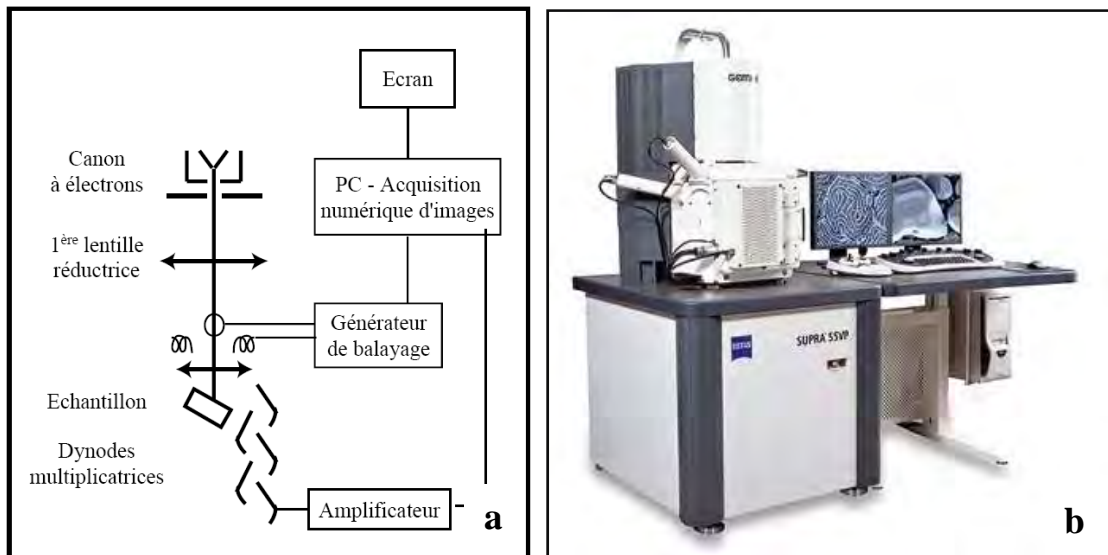 Ecran
Canon
à électrons
PC - Acquisition
numérique d'images
1ère lentille
réductrice
Générateur
de balayage
Echantillon
Dynodes
multiplicatrices
Amplificateur
a
ZEISS
SUPRA 55VP
b